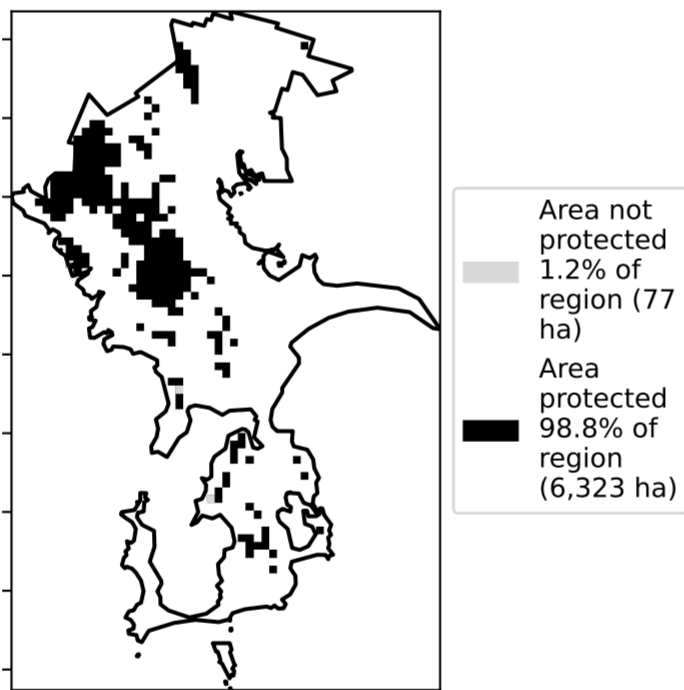 Area not
protected
1.2% of
region (77
ha)
Area
protected
98.8% of
region
(6,323 ha)